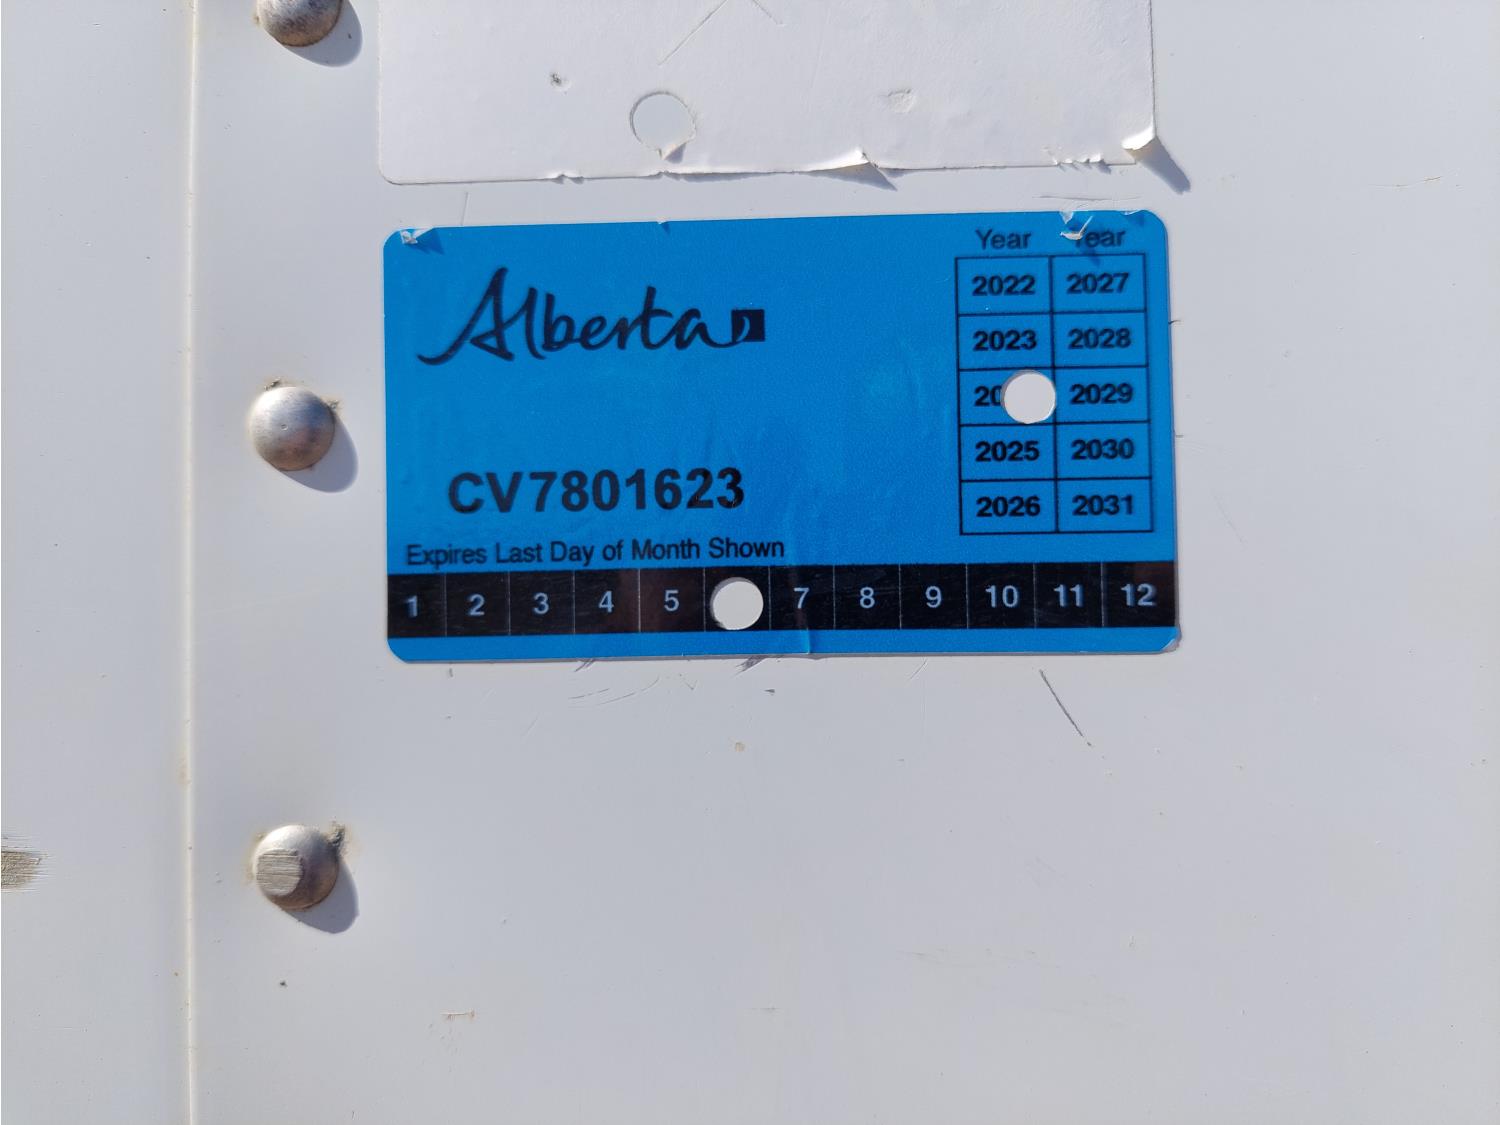 Alberta
Year Year
2022 2027
2023 2028
2029
2025 2030
2026 2031
CV7801623
Expires Last Day of Month Shown
1 2 3 4 5 7 8 9 10 11 12